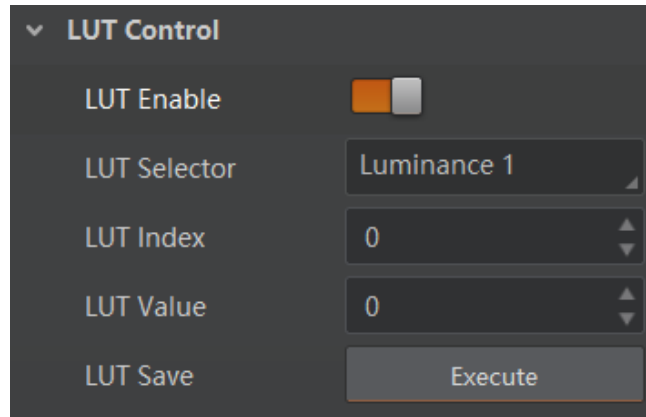 LUT Control
LUT Enable
LUT Selector Luminance 1
LUT Index 0
LUT Value 0
LUT Save Execute